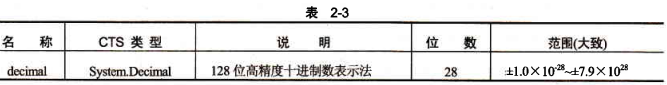 表 2-3
名 称 CTS 类 型 说 明 位 数 范围(大致)
decimal System.Decimal 128 位高精度十进制数表示法 28 ±1.0×10⁻²⁸~±7.9×10²⁸